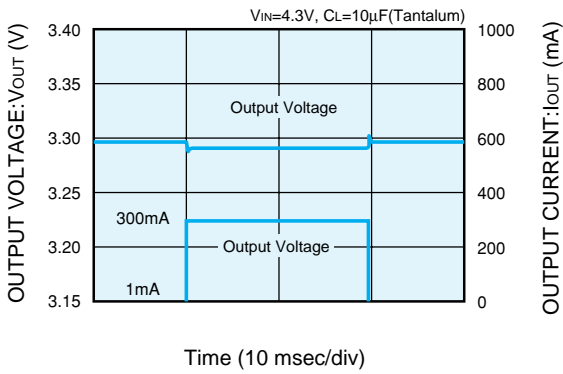 VIN=4.3V, CL=10µF(Tantalum)
OUTPUT VOLTAGE:VOUT (V)
3.40
3.35
3.30
3.25
3.20
3.15
Output Voltage
300mA
Output Voltage
1mA
1000
800
600
400
200
0
OUTPUT CURRENT:IOUT (mA)
Time (10 msec/div)